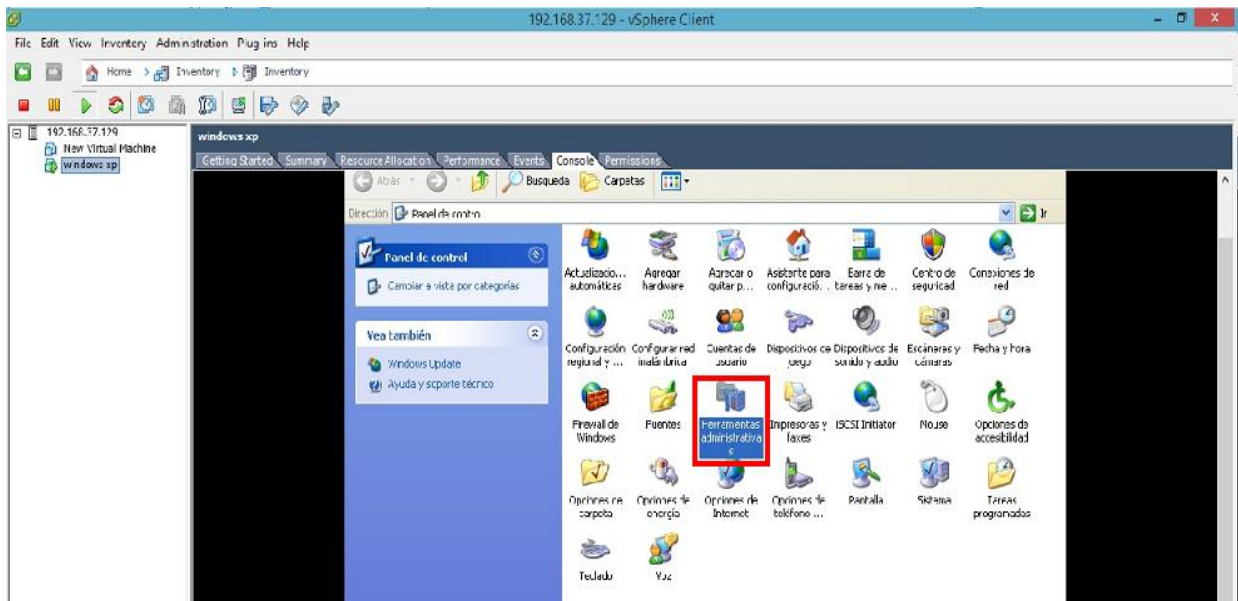 192.168.37.129 - vSphere Client
File Edit View Inventory Administration Plug-ins Help
Home Inventory Inventory
192.168.37.129
New Virtual Machine
windows xp
windows xp
Getting Started Summary Resource Allocation Performance Events Console Permissions
Atrás Busqueda Carpetas
Dirección Panel de control Ir
Panel de control
Cambiar a vista por categorías
Vea también
Windows Update
Ayuda y soporte técnico
Actualizacio... Agregar Agregar o Asistente para Barra de Centro de Conexiones de
automáticas hardware quitar p... configuració... tareas y me... seguridad red
Configuración Configurar red Cuentas de Dispositivos de Dispositivos de Escáneres y Fecha y hora
regional y ... inalámbrica usuario juego sonido y audio cámaras
Firewall de Fuentes Herramientas Impresoras y iSCSI Initiator Mouse Opciones de
Windows administrativa faxes accesibilidad
s
Opciones de Opciones de Opciones de Opciones de Pantalla Sistema Tareas
carpeta energía Internet teléfono ... programadas
Teclado Voz